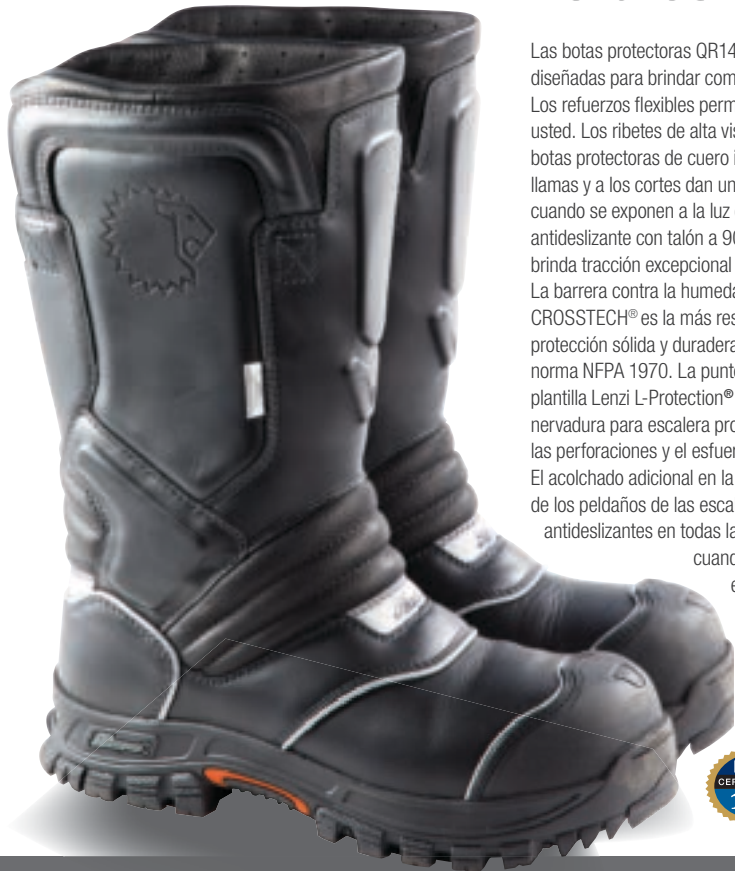 Las botas protectoras QR14
diseñadas para brindar com
Los refuerzos flexibles perm
usted. Los ribetes de alta vis
botas protectoras de cuero i
llamas y a los cortes dan un
cuando se exponen a la luz
antideslizante con talón a 90
brinda tracción excepcional
La barrera contra la humeda
CROSSTECH® es la más res
protección sólida y duradera
norma NFPA 1970. La punte
plantilla Lenzi L-Protection®
nervadura para escalera pro
las perforaciones y el esfuer
El acolchado adicional en la
de los peldaños de las esca
antideslizantes en todas la
cuand
e
CER